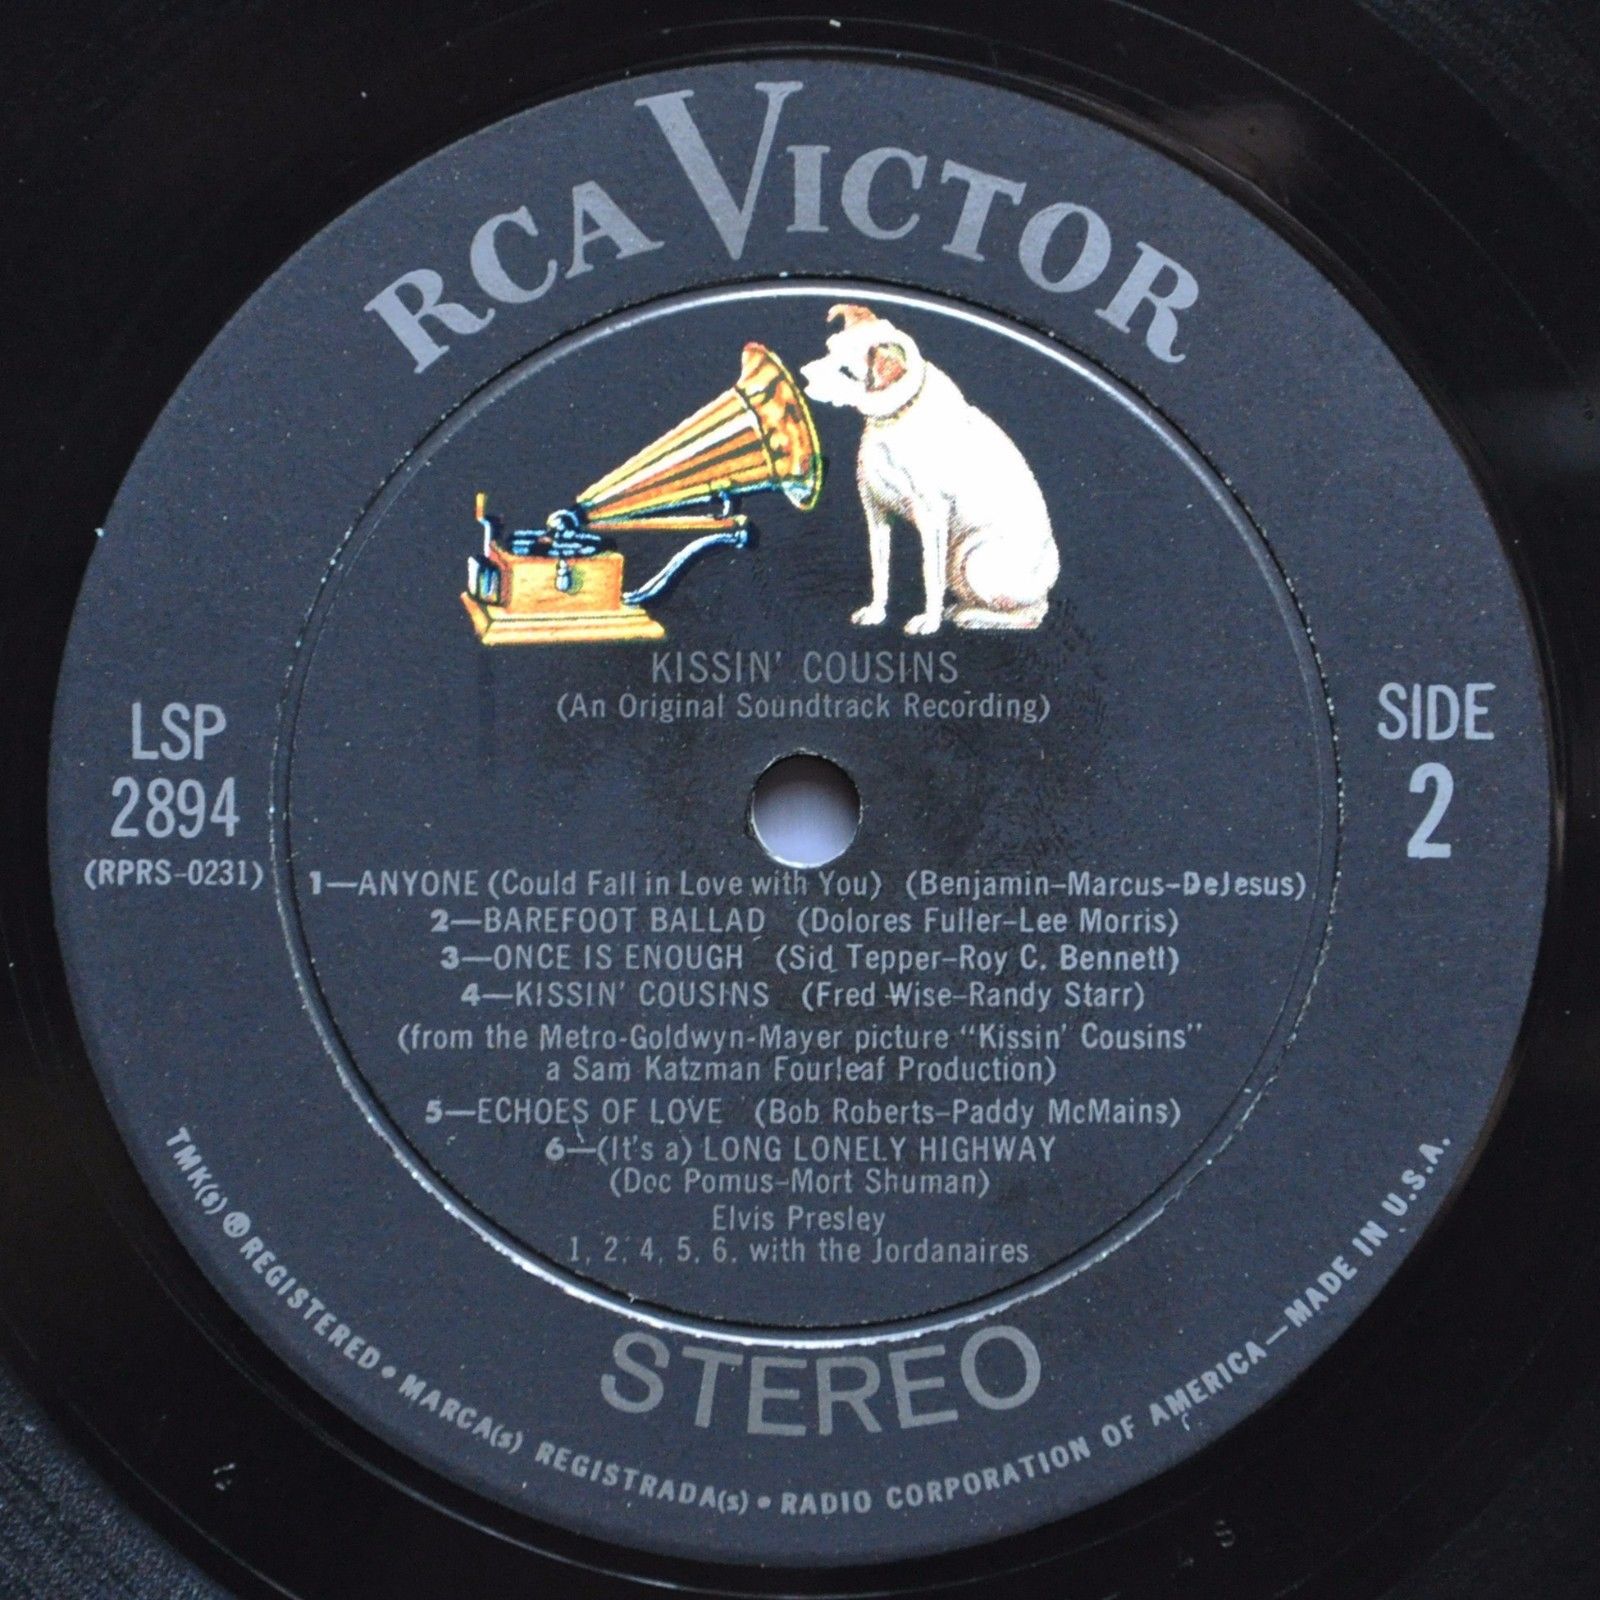 RCA VICTOR
KISSIN' COUSINS
(An Original Soundtrack Recording)
LSP
2894
(RPRS-0231)
SIDE
2
1—ANYONE (Could Fall in Love with You) (Benjamin-Marcus-DeJesus)
2—BAREFOOT BALLAD (Dolores Fuller-Lee Morris)
3—ONCE IS ENOUGH (Sid Tepper-Roy C. Bennett)
4—KISSIN' COUSINS (Fred Wise-Randy Starr)
(from the Metro-Goldwyn-Mayer picture "Kissin' Cousins"
a Sam Katzman Fourleaf Production)
5—ECHOES OF LOVE (Bob Roberts-Paddy McMains)
6—(It's a) LONG LONELY HIGHWAY
(Doc Pomus-Mort Shuman)
Elvis Presley
1, 2, 4, 5, 6, with the Jordanaires
STEREO
TMK(s) ® REGISTERED • MARCA(s) REGISTRADA(s) • RADIO CORPORATION OF AMERICA—MADE IN U.S.A.